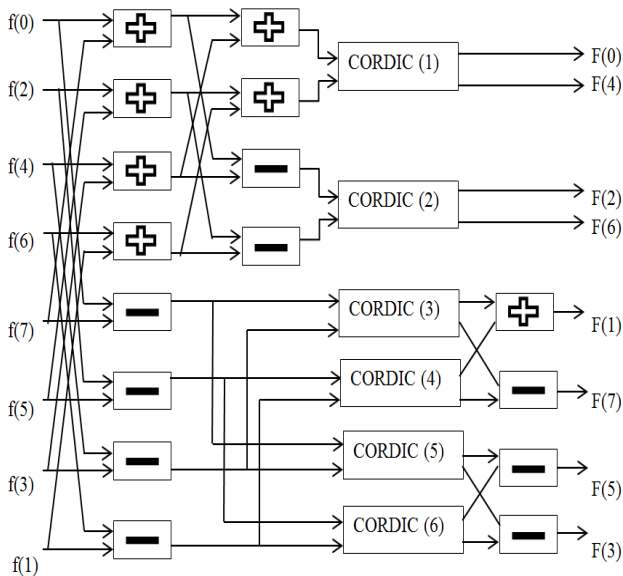 f(0)
f(2)
f(4)
f(6)
f(7)
f(5)
f(3)
f(1)
CORDIC (1)
CORDIC (2)
CORDIC (3)
CORDIC (4)
CORDIC (5)
CORDIC (6)
F(0)
F(4)
F(2)
F(6)
F(1)
F(7)
F(5)
F(3)